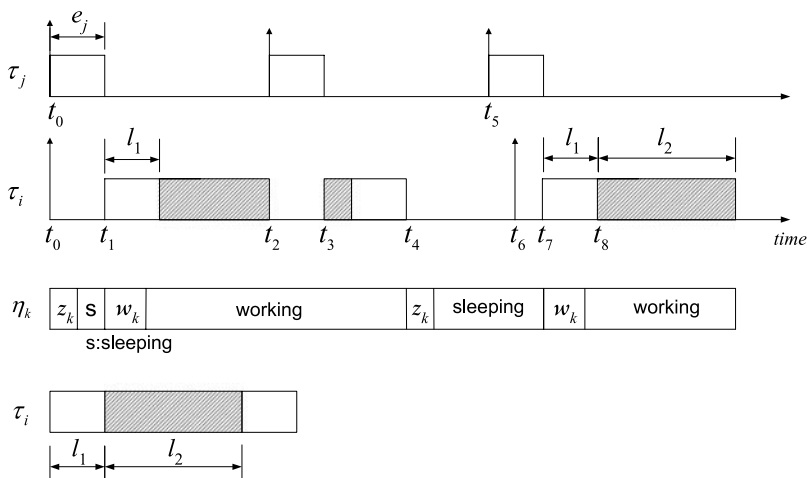 e_j
τ_j
t_0 t_5
l_1 l_1 l_2
τ_i
t_0 t_1 t_2 t_3 t_4 t_6 t_7 t_8 time
η_k z_k s w_k working z_k sleeping w_k working
s:sleeping
τ_i
l_1 l_2